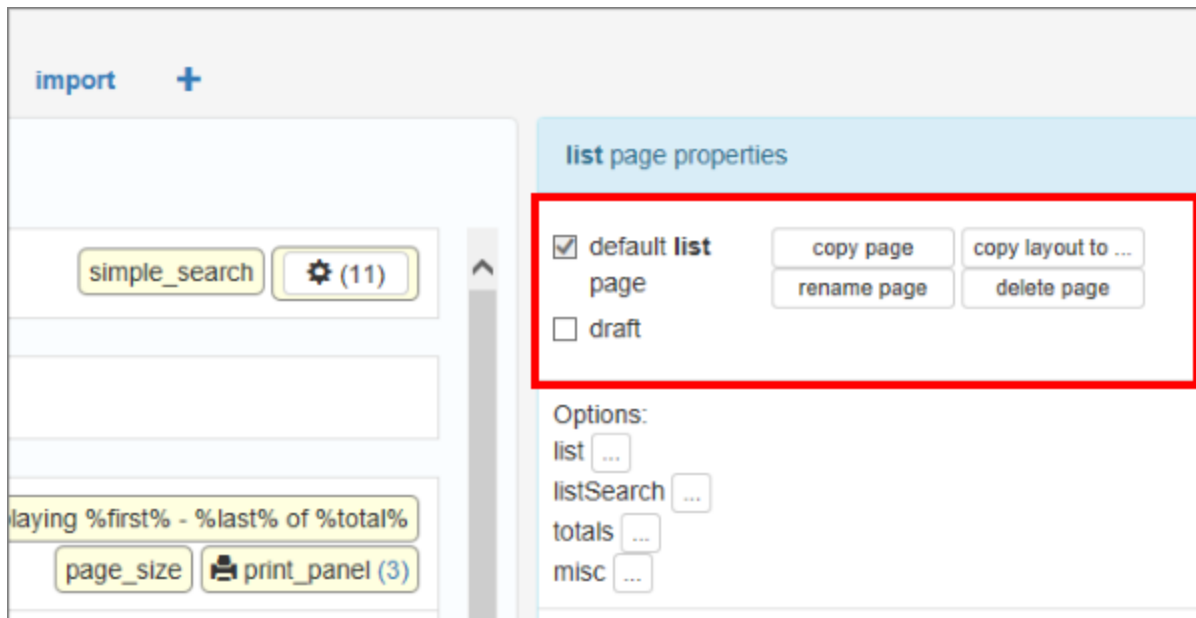 import +
list page properties
simple_search (11)
default list
page
draft
copy page copy layout to ...
rename page delete page
Options:
list ...
listSearch ...
totals ...
misc ...
laying %first% - %last% of %total%
page_size print_panel (3)